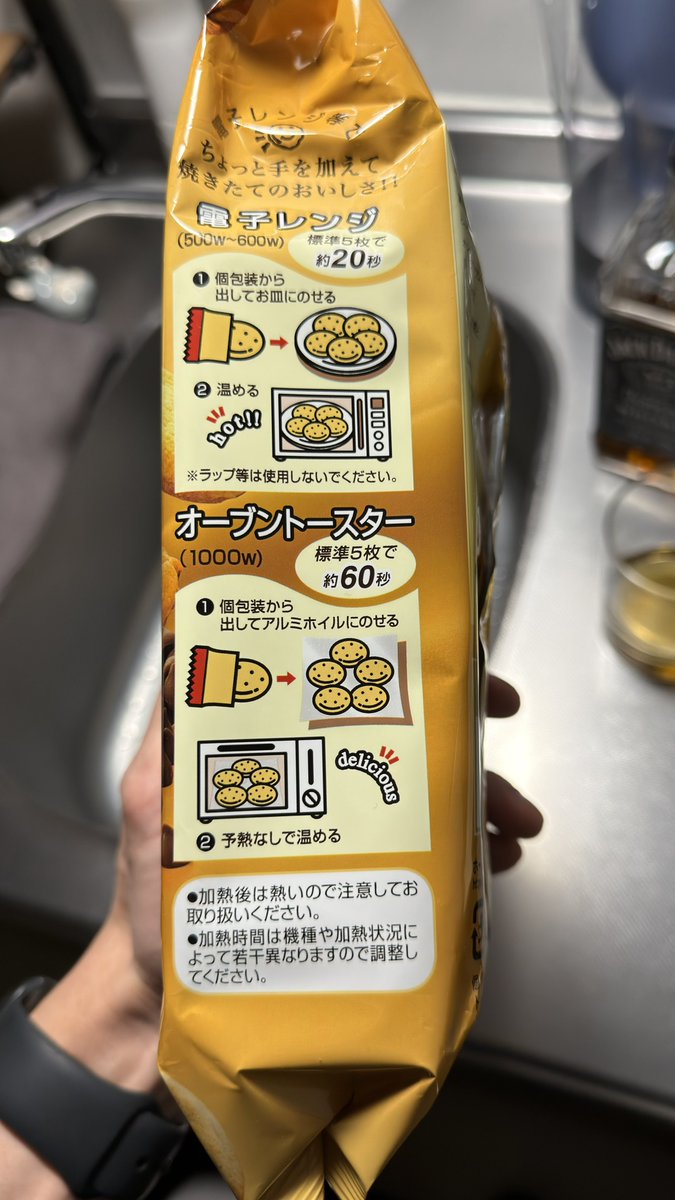 ちょっと手を加えて
焼きたてのおいしさ!!
電子レンジ
(500W~600W)
標準5枚で
約20秒
❶ 個包装から
出してお皿にのせる
❷ 温める
hot!!
※ラップ等は使用しないでください。
オーブントースター
(1000W)
標準5枚で
約60秒
❶ 個包装から
出してアルミホイルにのせる
delicious
❷ 予熱なしで温める
●加熱後は熱いので注意してお
取り扱いください。
●加熱時間は機種や加熱状況に
よって若干異なりますので調整し
てください。